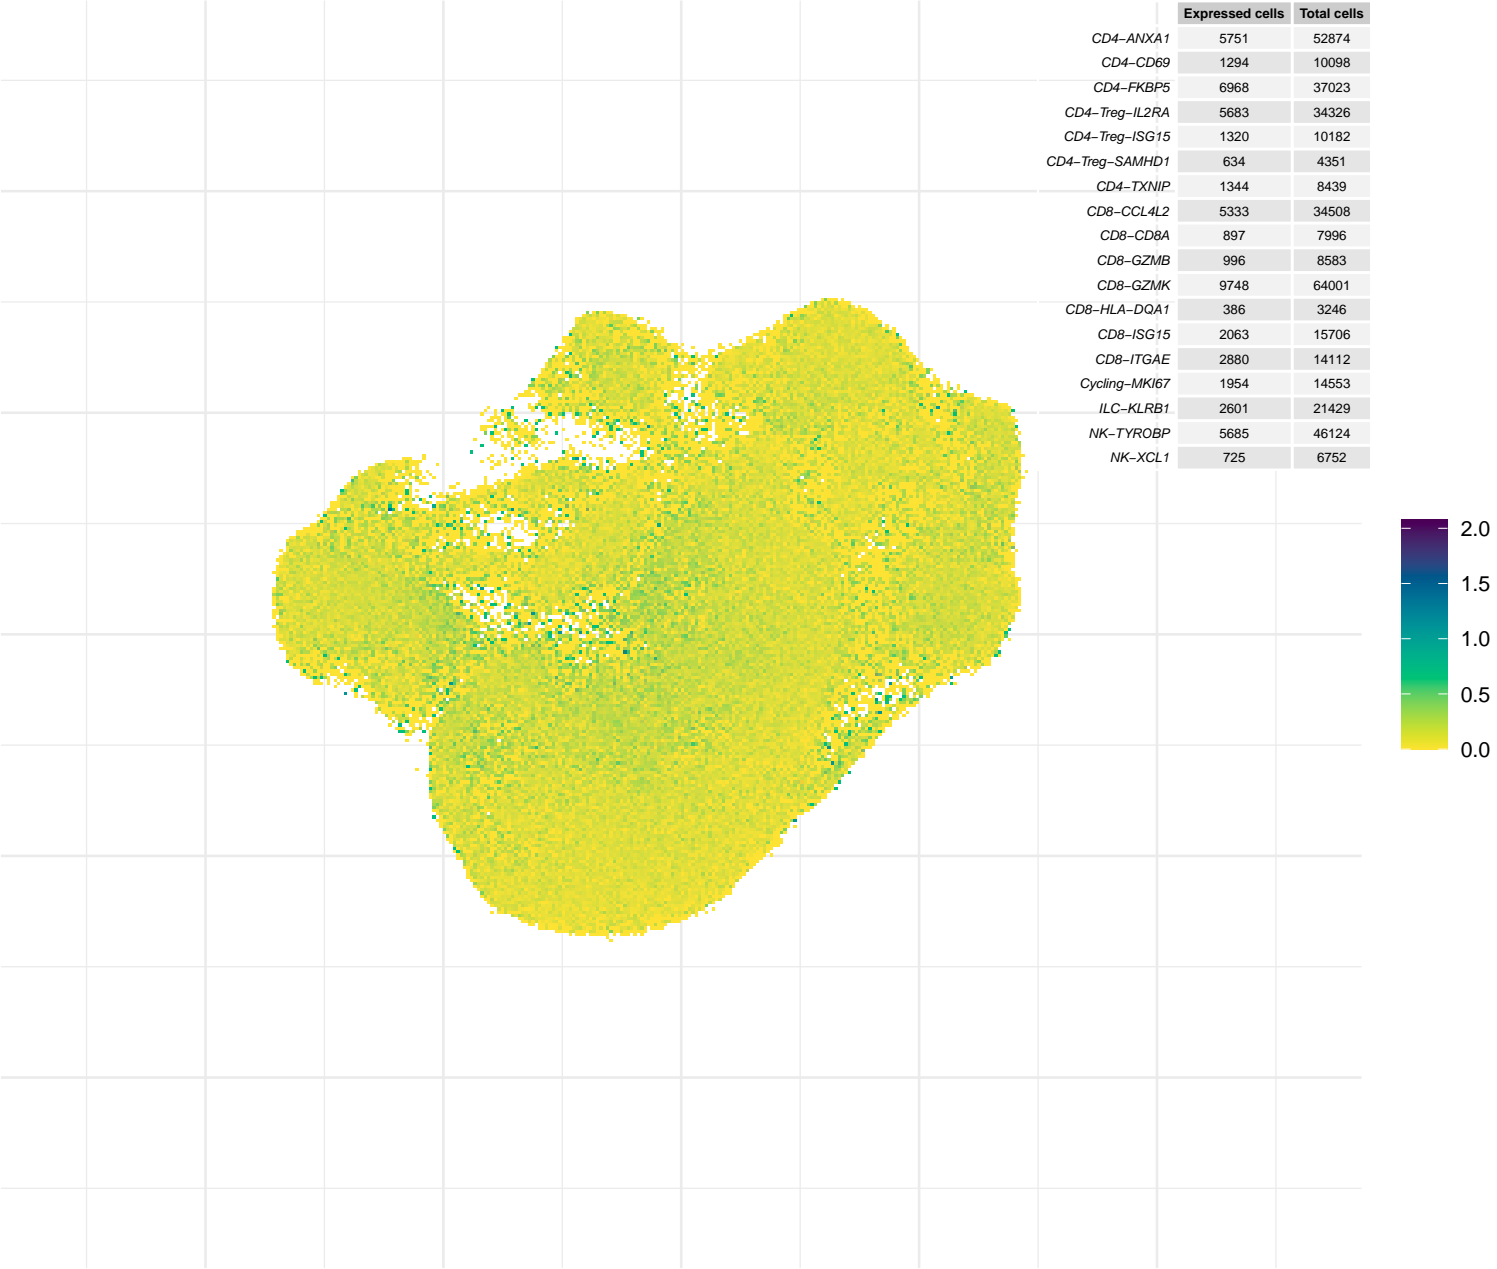 Expressed cells Total cells
CD4−ANXA1 5751 52874
CD4−CD69 1294 10098
CD4−FKBP5 6968 37023
CD4−Treg−IL2RA 5683 34326
CD4−Treg−ISG15 1320 10182
CD4−Treg−SAMHD1 634 4351
CD4−TXNIP 1344 8439
CD8−CCL4L2 5333 34508
CD8−CD8A 897 7996
CD8−GZMB 996 8583
CD8−GZMK 9748 64001
CD8−HLA−DQA1 386 3246
CD8−ISG15 2063 15706
CD8−ITGAE 2880 14112
Cycling−MKI67 1954 14553
ILC−KLRB1 2601 21429
NK−TYROBP 5685 46124
NK−XCL1 725 6752
2.0
1.5
1.0
0.5
0.0